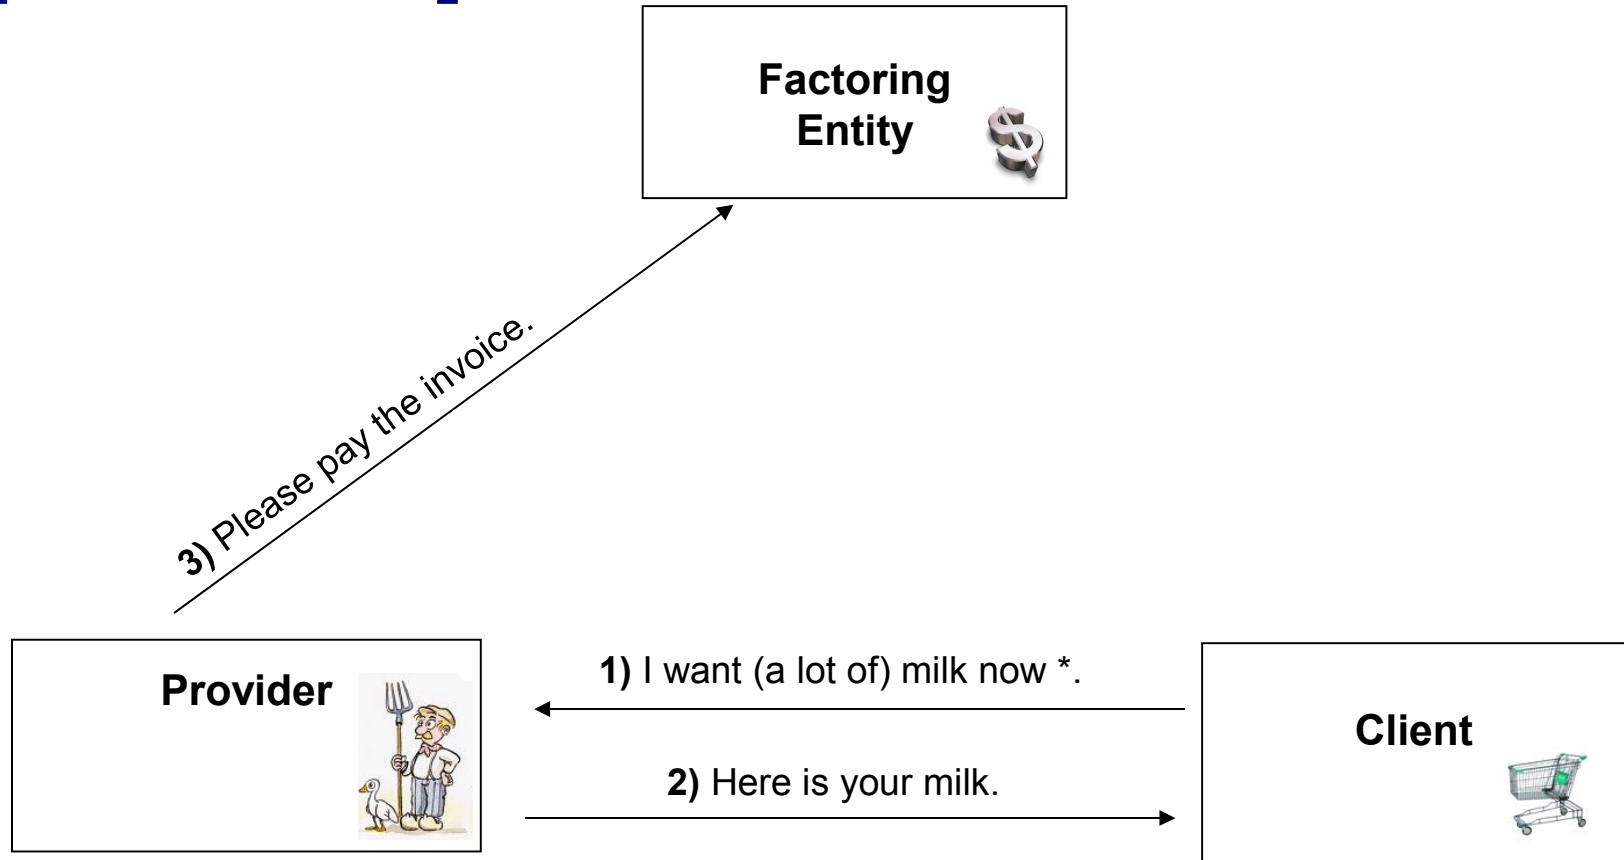 Factoring
Entity
3) Please pay the invoice.
Provider
1) I want (a lot of) milk now *.
Client
2) Here is your milk.